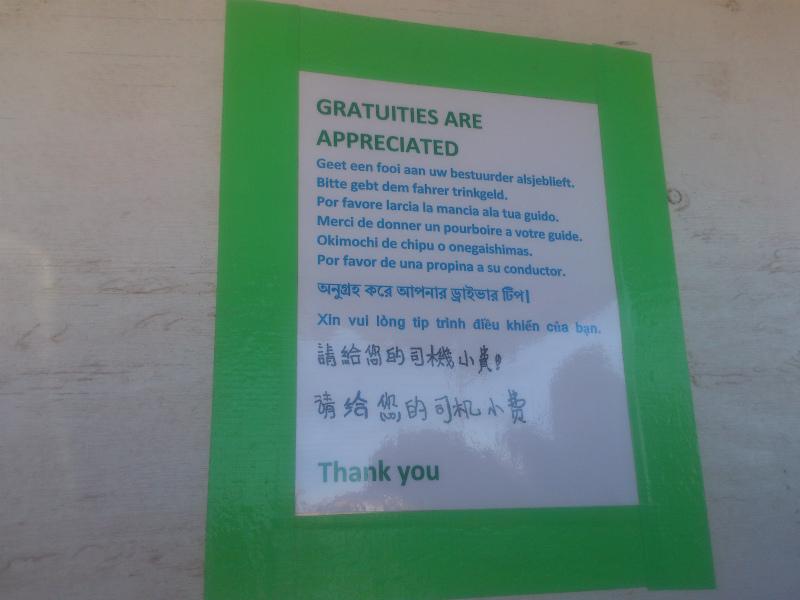 GRATUITIES ARE
APPRECIATED
Geet een fooi aan uw bestuurder alsjeblieft.
Bitte gebt dem fahrer trinkgeld.
Por favore larcia la mancia ala tua guido.
Merci de donner un pourboire a votre guide.
Okimochi de chipu o onegaishimas.
Por favor de una propina a su conductor.
অনুগ্রহ করে আপনার ড্রাইভার টিপ।
Xin vui lòng tip trình điều khiển của bạn.
請給您的司機小費!
请给您的司机小费
Thank you